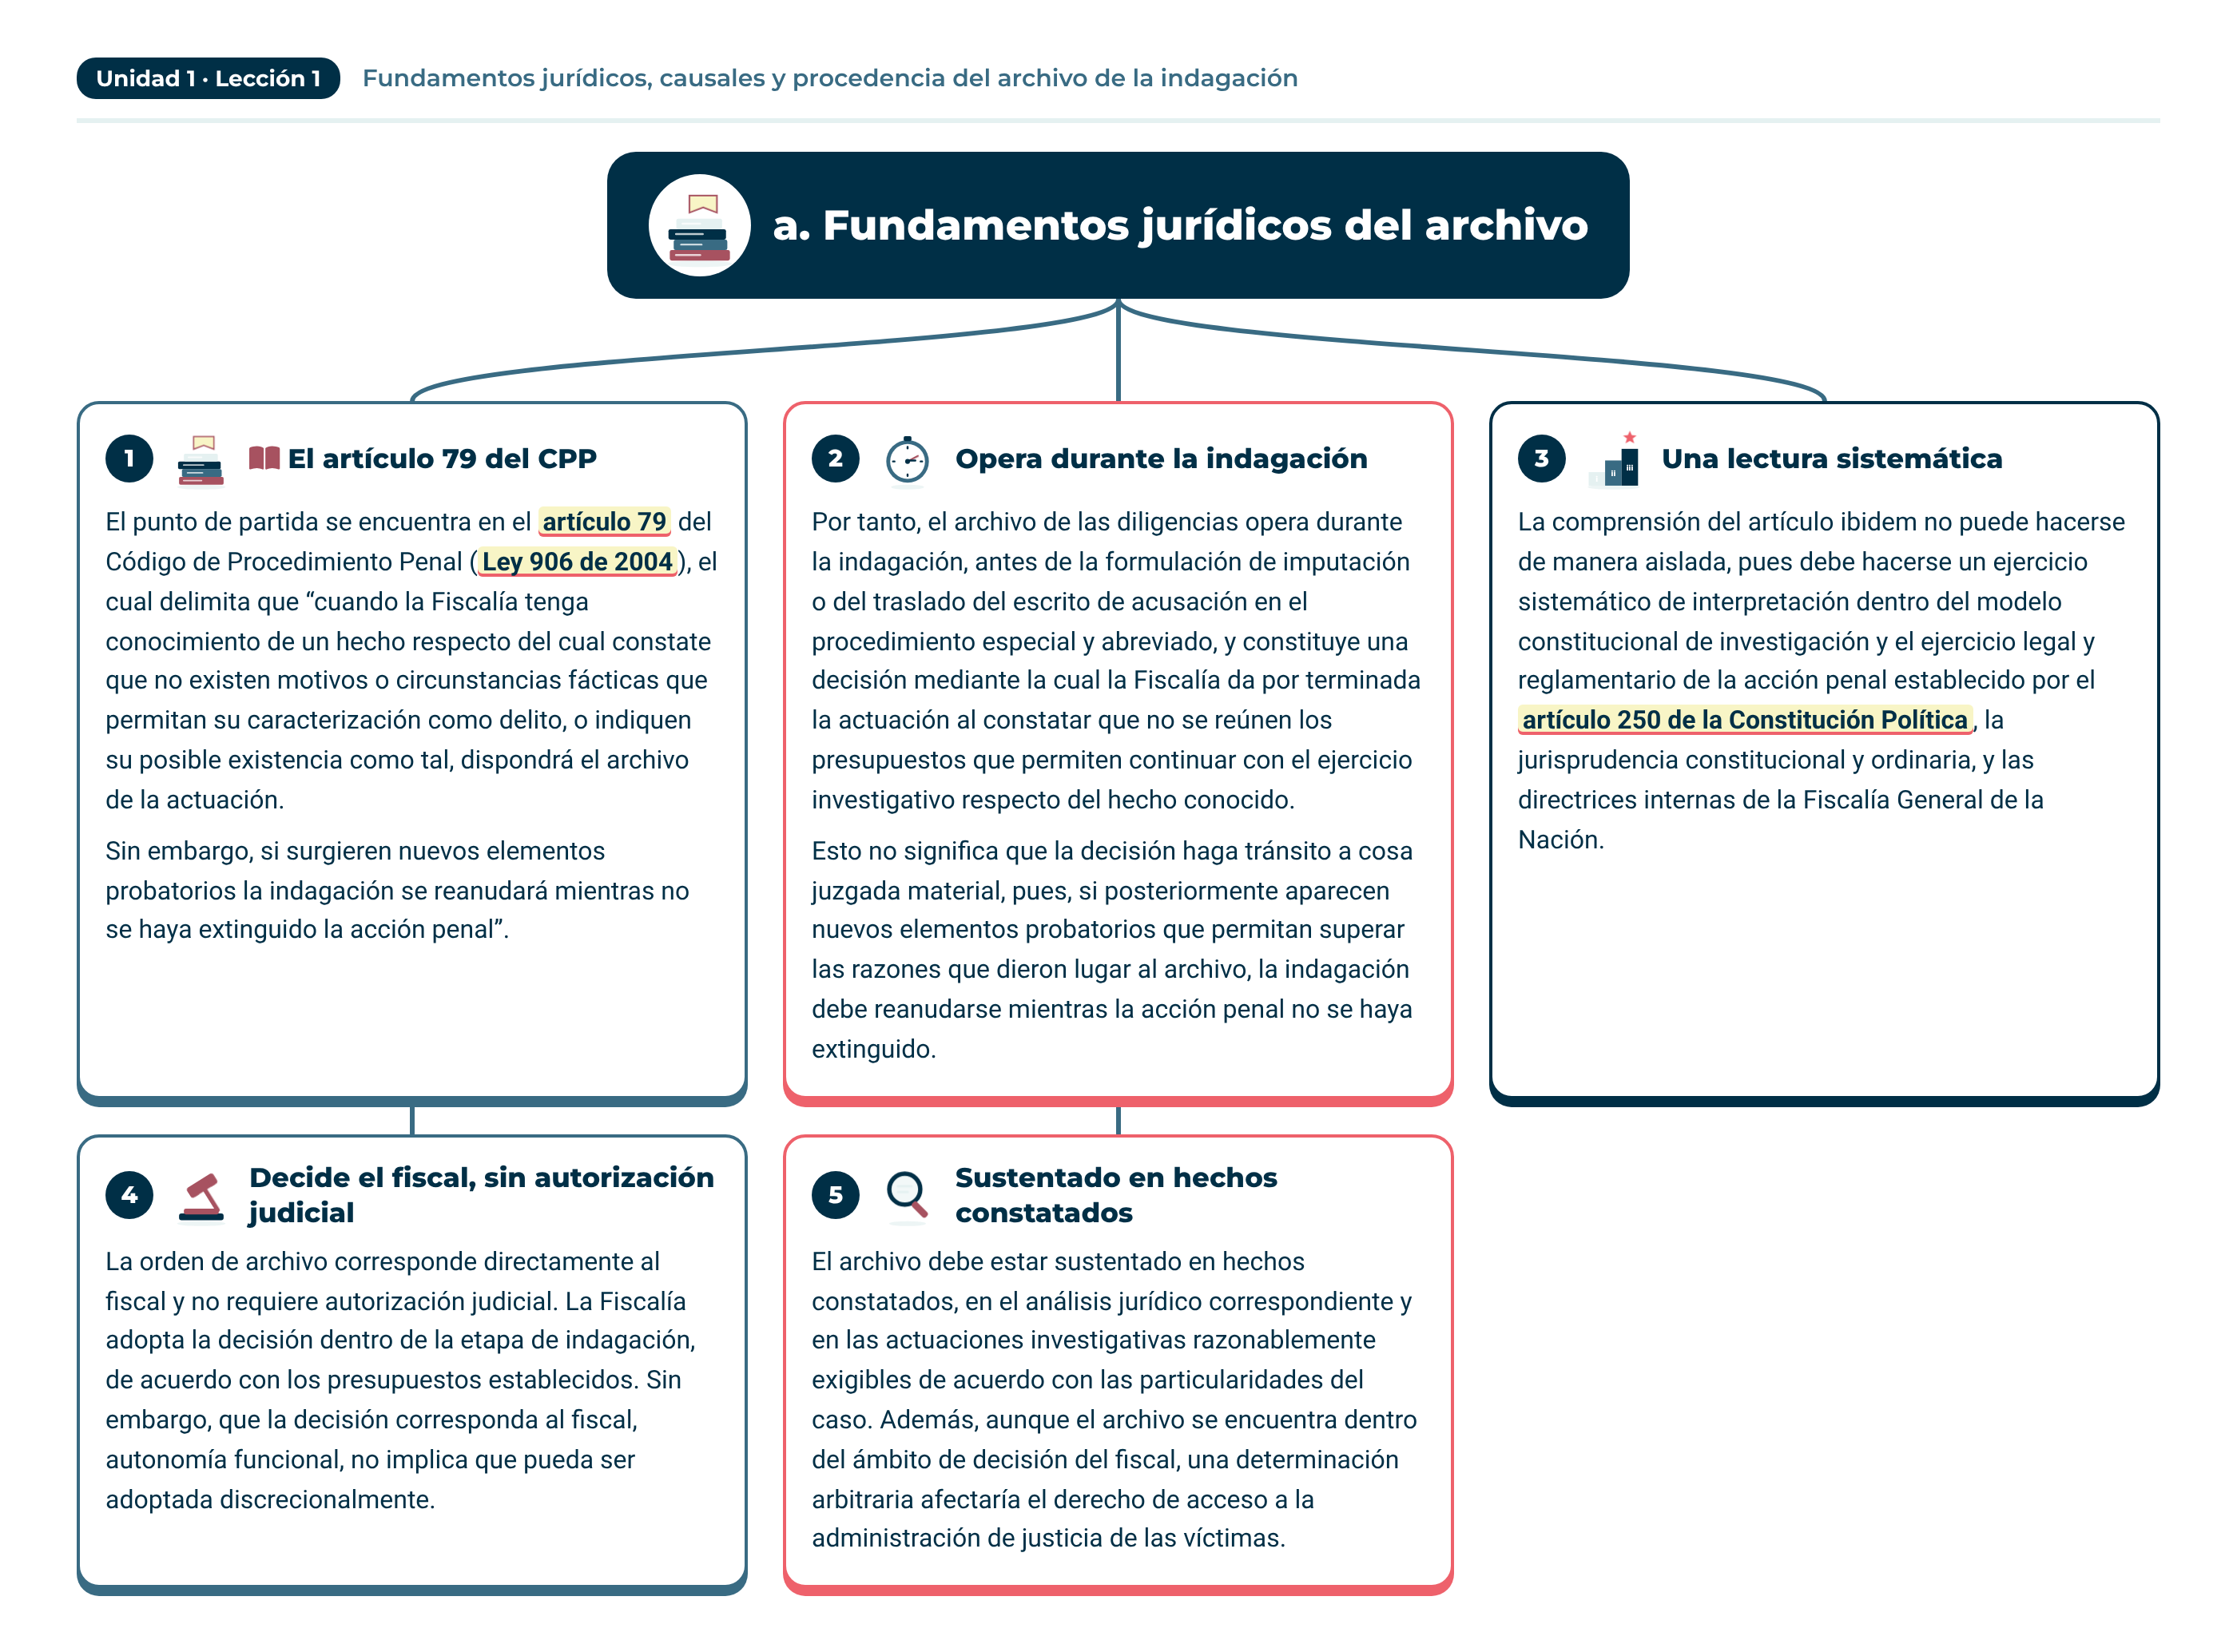 Unidad 1 · Lección 1
Fundamentos jurídicos, causales y procedencia del archivo de la indagación
a. Fundamentos jurídicos del archivo
1
El artículo 79 del CPP
El punto de partida se encuentra en el artículo 79 del
Código de Procedimiento Penal (Ley 906 de 2004), el
cual delimita que “cuando la Fiscalía tenga
conocimiento de un hecho respecto del cual constate
que no existen motivos o circunstancias fácticas que
permitan su caracterización como delito, o indiquen
su posible existencia como tal, dispondrá el archivo
de la actuación.
Sin embargo, si surgieren nuevos elementos
probatorios la indagación se reanudará mientras no
se haya extinguido la acción penal”.
2
Opera durante la indagación
Por tanto, el archivo de las diligencias opera durante
la indagación, antes de la formulación de imputación
o del traslado del escrito de acusación en el
procedimiento especial y abreviado, y constituye una
decisión mediante la cual la Fiscalía da por terminada
la actuación al constatar que no se reúnen los
presupuestos que permiten continuar con el ejercicio
investigativo respecto del hecho conocido.
Esto no significa que la decisión haga tránsito a cosa
juzgada material, pues, si posteriormente aparecen
nuevos elementos probatorios que permitan superar
las razones que dieron lugar al archivo, la indagación
debe reanudarse mientras la acción penal no se haya
extinguido.
3
ii
iii
Una lectura sistemática
La comprensión del artículo ibidem no puede hacerse
de manera aislada, pues debe hacerse un ejercicio
sistemático de interpretación dentro del modelo
constitucional de investigación y el ejercicio legal y
reglamentario de la acción penal establecido por el
artículo 250 de la Constitución Política, la
jurisprudencia constitucional y ordinaria, y las
directrices internas de la Fiscalía General de la
Nación.
4
Decide el fiscal, sin autorización
judicial
La orden de archivo corresponde directamente al
fiscal y no requiere autorización judicial. La Fiscalía
adopta la decisión dentro de la etapa de indagación,
de acuerdo con los presupuestos establecidos. Sin
embargo, que la decisión corresponda al fiscal,
autonomía funcional, no implica que pueda ser
adoptada discrecionalmente.
5
Sustentado en hechos
constatados
El archivo debe estar sustentado en hechos
constatados, en el análisis jurídico correspondiente y
en las actuaciones investigativas razonablemente
exigibles de acuerdo con las particularidades del
caso. Además, aunque el archivo se encuentra dentro
del ámbito de decisión del fiscal, una determinación
arbitraria afectaría el derecho de acceso a la
administración de justicia de las víctimas.